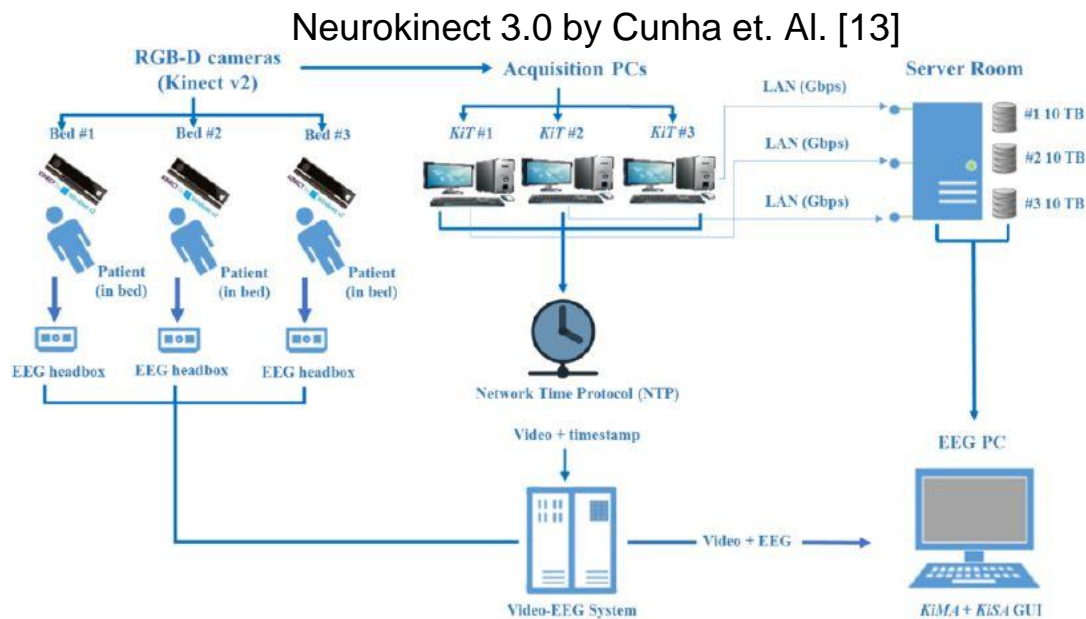 Neurokinect 3.0 by Cunha et. Al. [13]
RGB-D cameras
(Kinect v2)
Acquisition PCs
Server Room
Bed #1
Bed #2
Bed #3
KiT #1
KiT #2
KiT #3
LAN (Gbps)
LAN (Gbps)
LAN (Gbps)
#1 10 TB
#2 10 TB
#3 10 TB
KINECT
KINECT
KINECT
Patient
(in bed)
Patient
(in bed)
Patient
(in bed)
EEG headbox
EEG headbox
EEG headbox
Network Time Protocol (NTP)
Video + timestamp
EEG PC
Video + EEG
Video-EEG System
KiMA + KiSA GUI